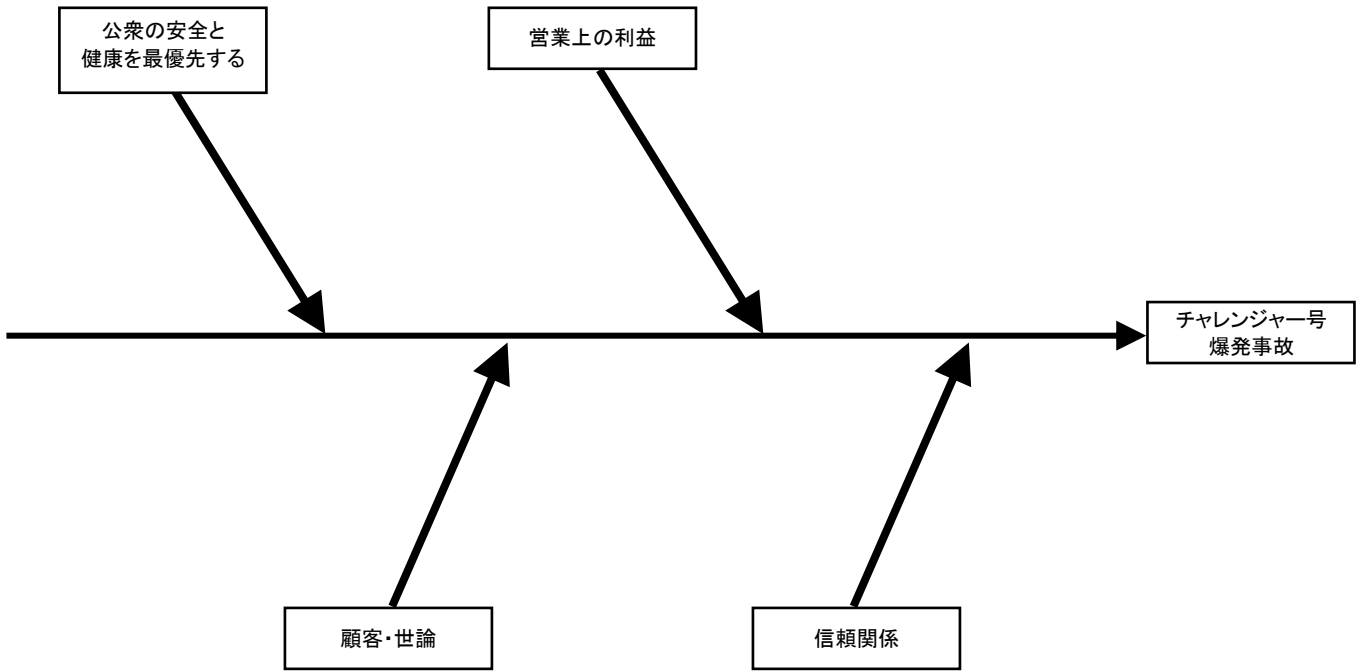 公衆の安全と
健康を最優先する
営業上の利益
チャレンジャー号
爆発事故
顧客・世論
信頼関係